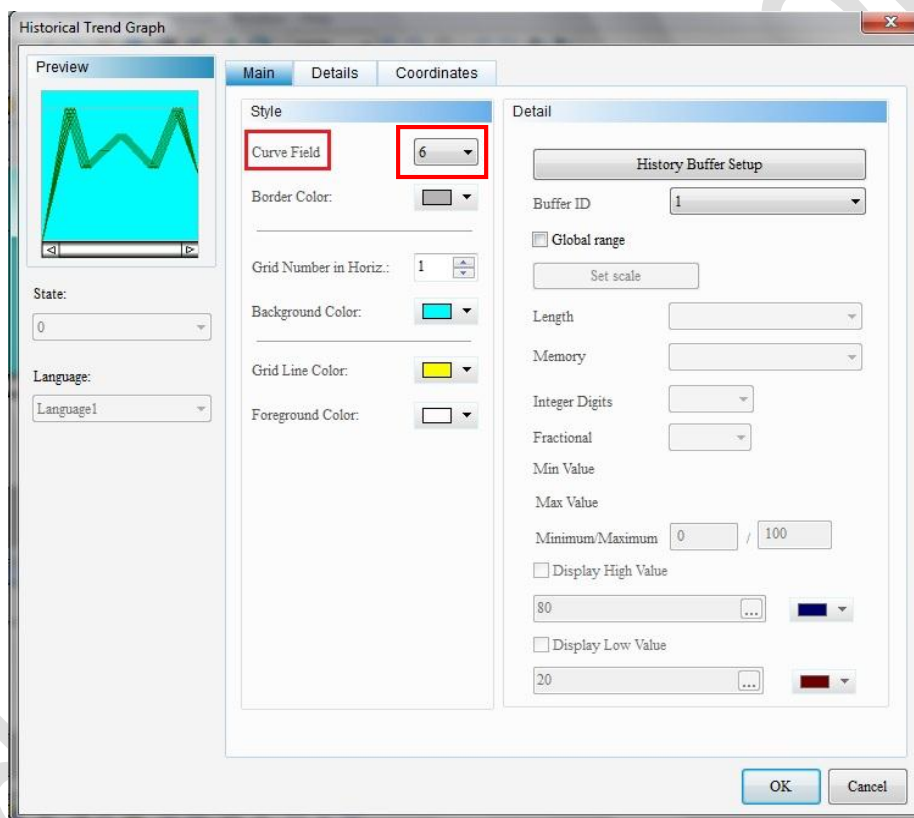 Historical Trend Graph
x
Preview
State:
0
Language:
Language1
Main Details Coordinates
Style
Curve Field 6
Border Color:
Grid Number in Horiz.: 1
Background Color:
Grid Line Color:
Foreground Color:
Detail
History Buffer Setup
Buffer ID 1
Global range
Set scale
Length
Memory
Integer Digits
Fractional
Min Value
Max Value
Minimum/Maximum 0 / 100
Display High Value
80 ...
Display Low Value
20 ...
OK Cancel